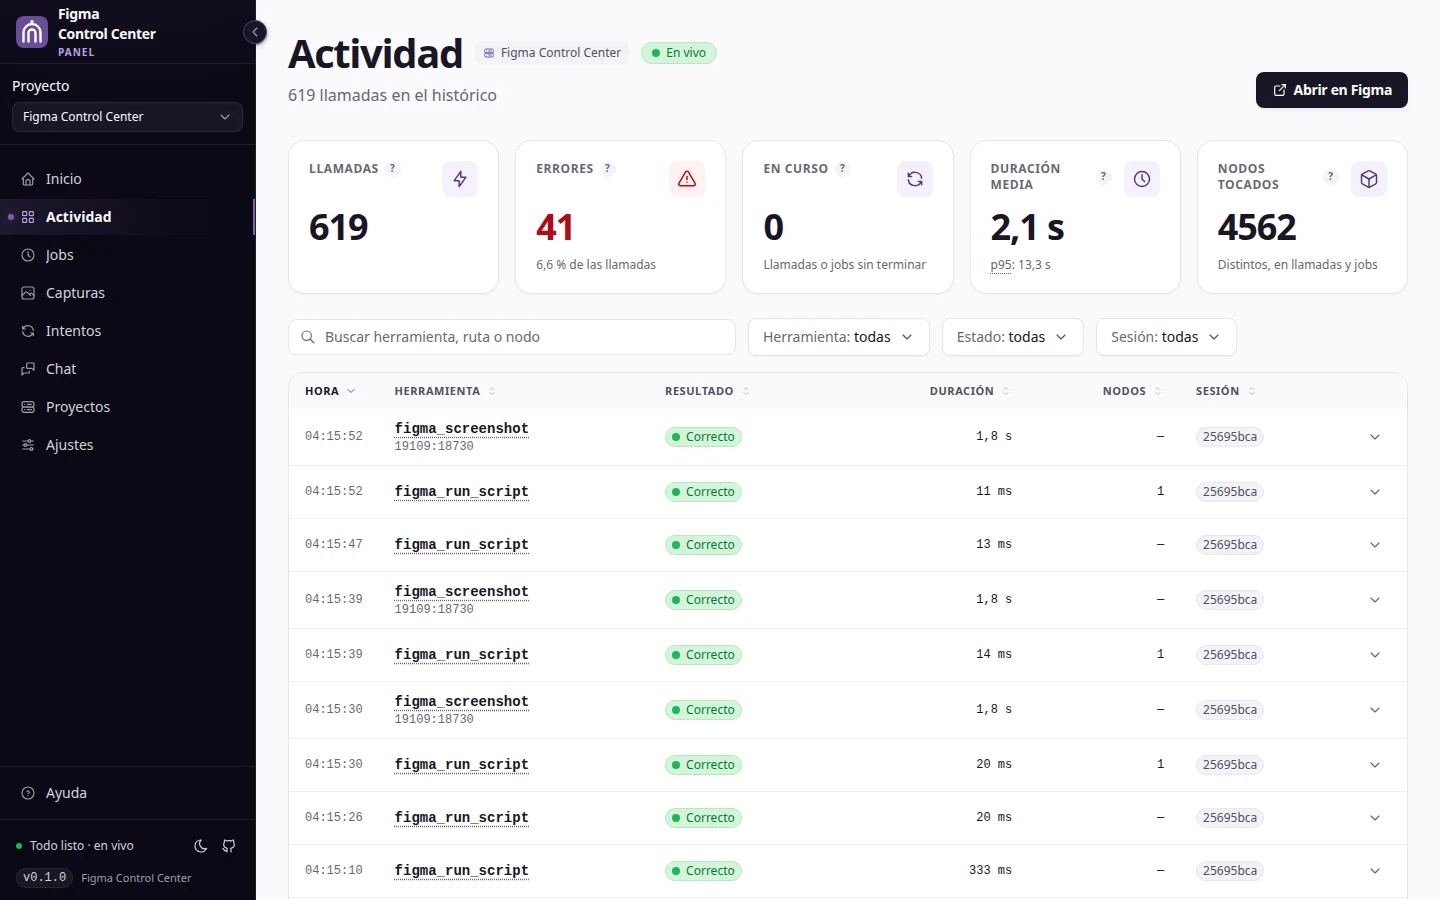 Figma
Control Center
PANEL
Proyecto
Figma Control Center
Inicio
Actividad
Jobs
Capturas
Intentos
Chat
Proyectos
Ajustes
Ayuda
Todo listo · en vivo
v0.1.0 Figma Control Center
Actividad Figma Control Center En vivo
619 llamadas en el histórico
Abrir en Figma
LLAMADAS ?
619
ERRORES ?
41
6,6 % de las llamadas
EN CURSO ?
0
Llamadas o jobs sin terminar
DURACIÓN
MEDIA ?
2,1 s
p95: 13,3 s
NODOS
TOCADOS ?
4562
Distintos, en llamadas y jobs
Buscar herramienta, ruta o nodo
Herramienta: todas
Estado: todas
Sesión: todas
HORA HERRAMIENTA RESULTADO DURACIÓN NODOS SESIÓN
04:15:52 figma_screenshot Correcto 1,8 s — 25695bca
19109:18730
04:15:52 figma_run_script Correcto 11 ms 1 25695bca
04:15:47 figma_run_script Correcto 13 ms — 25695bca
04:15:39 figma_screenshot Correcto 1,8 s — 25695bca
19109:18730
04:15:39 figma_run_script Correcto 14 ms 1 25695bca
04:15:30 figma_screenshot Correcto 1,8 s — 25695bca
19109:18730
04:15:30 figma_run_script Correcto 20 ms 1 25695bca
04:15:26 figma_run_script Correcto 20 ms — 25695bca
04:15:10 figma_run_script Correcto 333 ms — 25695bca